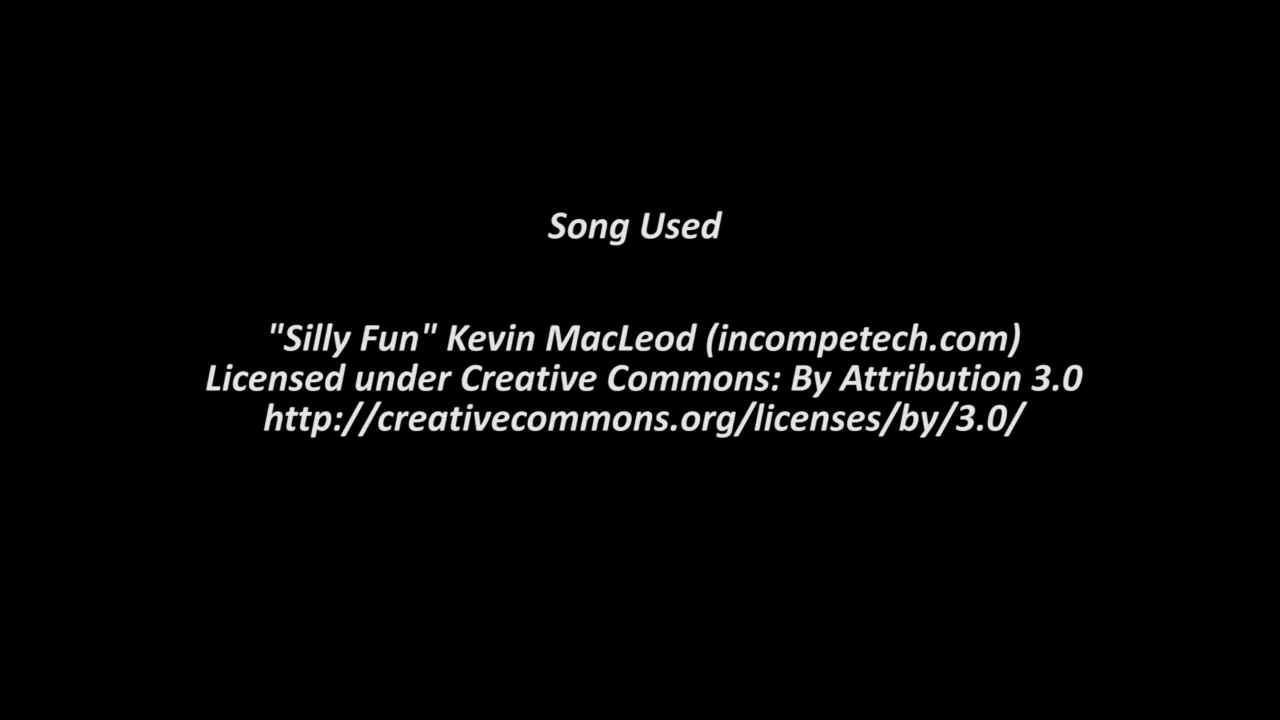 Song Used
"Silly Fun" Kevin MacLeod (incompetech.com)
Licensed under Creative Commons: By Attribution 3.0
http://creativecommons.org/licenses/by/3.0/